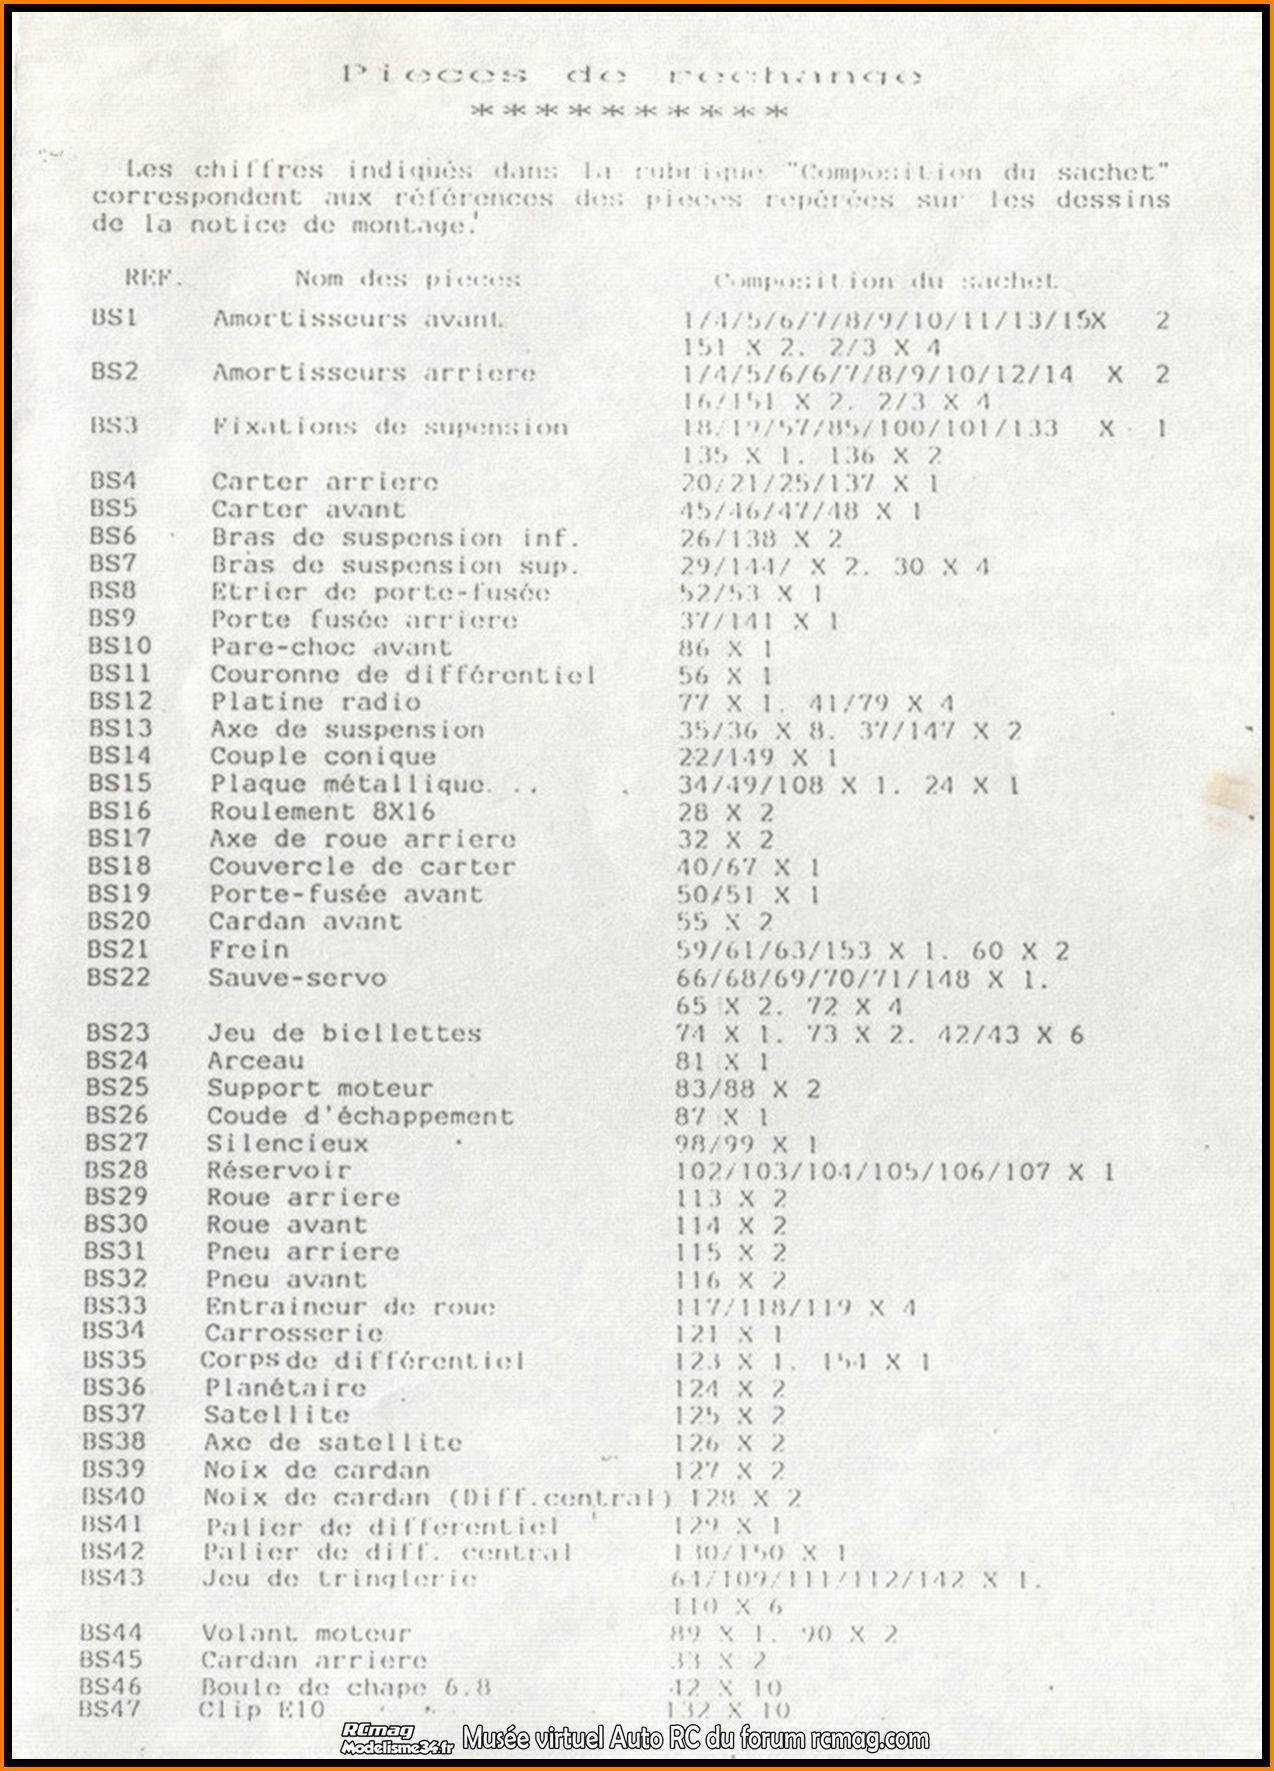 Pieces de rechange
**********
Les chiffres indiqués dans la rubrique "Composition du sachet"
correspondent aux références des pieces repérées sur les dessins
de la notice de montage.
REF. Nom des pieces Composition du sachet
BS1 Amortisseurs avant 1/4/5/6/7/8/9/10/11/13/15X 2
151 X 2. 2/3 X 4
BS2 Amortisseurs arriere 1/4/5/6/6/7/8/9/10/12/14 X 2
16/151 X 2. 2/3 X 4
BS3 Fixations de supension 18/19/57/85/100/101/133 X 1
135 X 1. 136 X 2
BS4 Carter arriere 20/21/25/137 X 1
BS5 Carter avant 45/46/47/48 X 1
BS6 Bras de suspension inf. 26/138 X 2
BS7 Bras de suspension sup. 29/144/ X 2. 30 X 4
BS8 Etrier de porte-fusée 52/53 X 1
BS9 Porte fusée arriere 37/141 X 1
BS10 Pare-choc avant 86 X 1
BS11 Couronne de différentiel 56 X 1
BS12 Platine radio 77 X 1. 41/79 X 4
BS13 Axe de suspension 35/36 X 8. 37/147 X 2
BS14 Couple conique 22/149 X 1
BS15 Plaque métallique. .. 34/49/108 X 1. 24 X 1
BS16 Roulement 8X16 28 X 2
BS17 Axe de roue arriere 32 X 2
BS18 Couvercle de carter 40/67 X 1
BS19 Porte-fusée avant 50/51 X 1
BS20 Cardan avant 55 X 2
BS21 Frein 59/61/63/153 X 1. 60 X 2
BS22 Sauve-servo 66/68/69/70/71/148 X 1.
65 X 2. 72 X 4
BS23 Jeu de biellettes 74 X 1. 73 X 2. 42/43 X 6
BS24 Arceau 81 X 1
BS25 Support moteur 83/88 X 2
BS26 Coude d'échappement 87 X 1
BS27 Silencieux 98/99 X 1
BS28 Réservoir 102/103/104/105/106/107 X 1
BS29 Roue arriere 113 X 2
BS30 Roue avant 114 X 2
BS31 Pneu arriere 115 X 2
BS32 Pneu avant 116 X 2
BS33 Entraineur de roue 117/118/119 X 4
BS34 Carrosserie 121 X 1
BS35 Corps de différentiel 123 X 1. 154 X 1
BS36 Planétaire 124 X 2
BS37 Satellite 125 X 2
BS38 Axe de satellite 126 X 2
BS39 Noix de cardan 127 X 2
BS40 Noix de cardan (Diff.central) 128 X 2
BS41 Palier de differentiel 129 X 1
BS42 Palier de diff. central 130/150 X 1
BS43 Jeu de tringlerie 64/109/111/112/142 X 1.
110 X 6
BS44 Volant moteur 89 X 1. 90 X 2
BS45 Cardan arriere 33 X 2
BS46 Boule de chape 6.8 42 X 10
BS47 Clip E10 132 X 10
RCmag
Modelisme34.fr
Musée virtuel Auto RC du forum rcmag.com